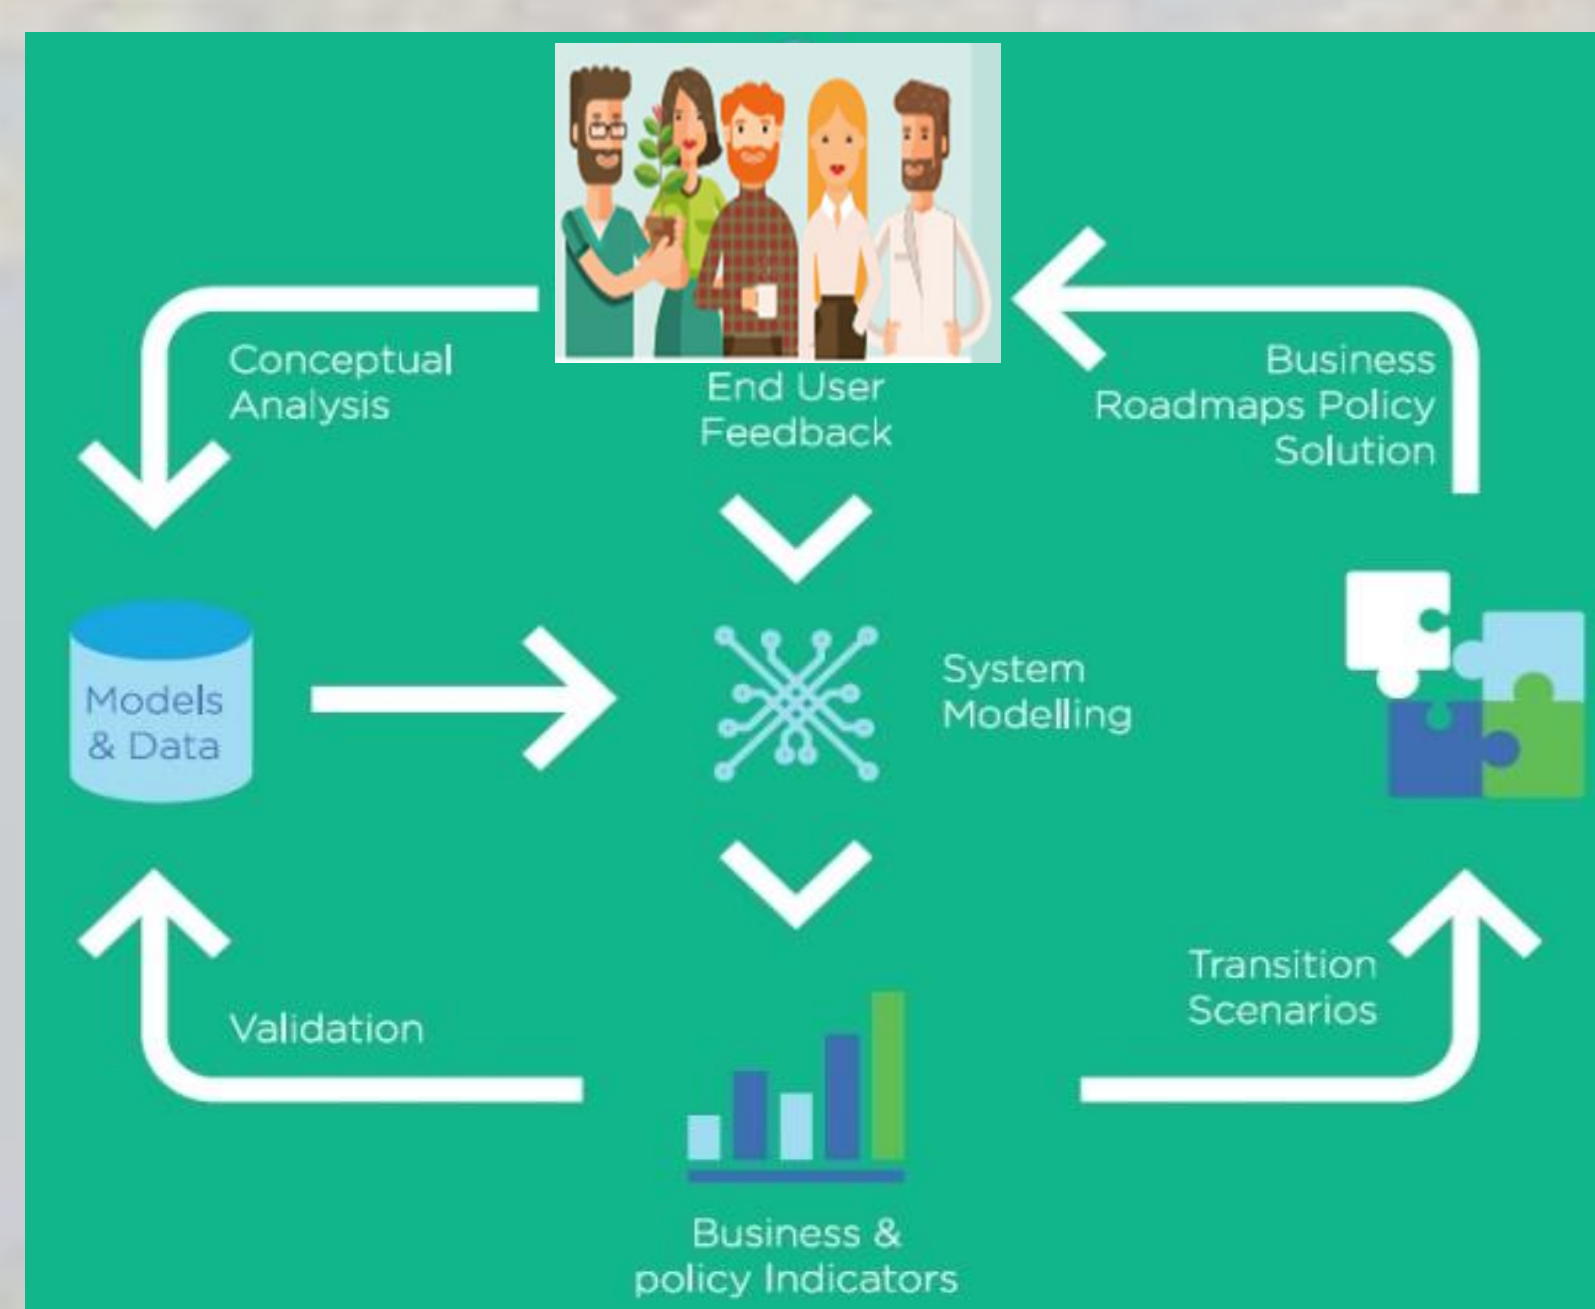 Conceptual
Analysis
End User
Feedback
Business
Roadmaps Policy
Solution
Models
& Data
System
Modelling
Validation
Transition
Scenarios
Business &
policy Indicators